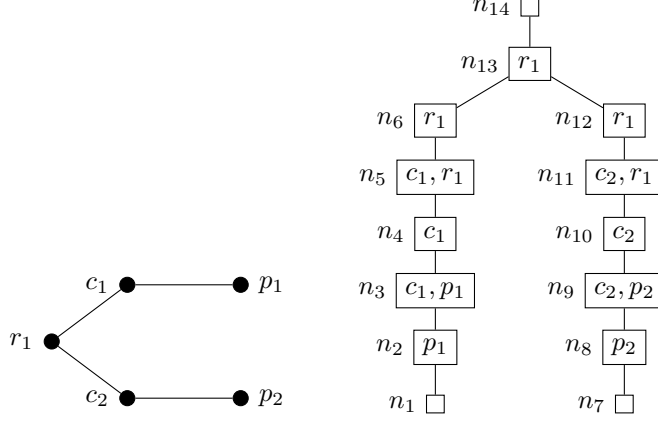 n14
n13 r1
n6 r1 n12 r1
n5 c1, r1 n11 c2, r1
n4 c1 n10 c2
c1 p1
n3 c1, p1 n9 c2, p2
r1
n2 p1 n8 p2
c2 p2
n1 n7